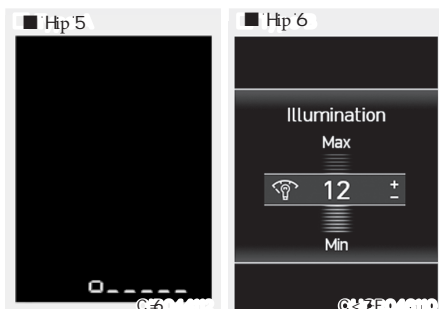 ■ Hip 5
■ Hip 6
Illumination
Max
12 + -
Min